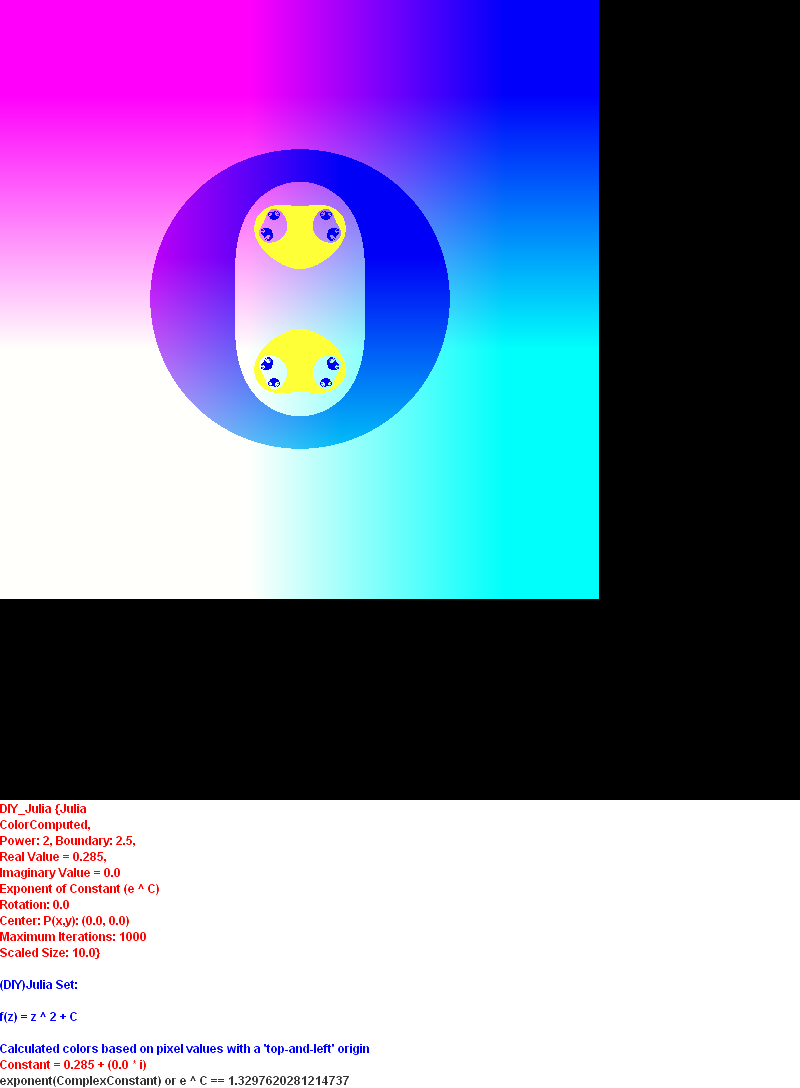 DIY_Julia {Julia
ColorComputed,
Power: 2, Boundary: 2.5,
Real Value = 0.285,
Imaginary Value = 0.0
Exponent of Constant (e ^ C)
Rotation: 0.0
Center: P(x,y): (0.0, 0.0)
Maximum Iterations: 1000
Scaled Size: 10.0}
(DIY)Julia Set:
f(z) = z ^ 2 + C
Calculated colors based on pixel values with a 'top-and-left' origin
Constant = 0.285 + (0.0 * i)
exponent(ComplexConstant) or e ^ C == 1.3297620281214737